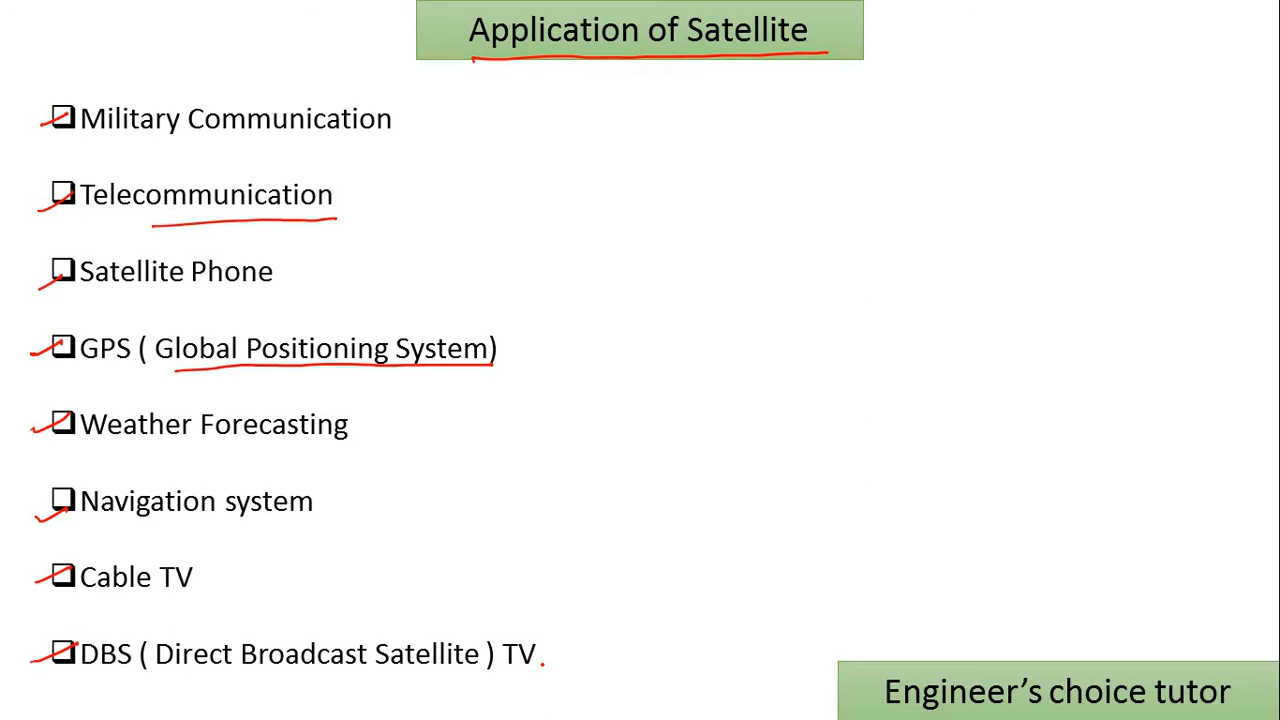 Application of Satellite
Military Communication
Telecommunication
Satellite Phone
GPS ( Global Positioning System)
Weather Forecasting
Navigation system
Cable TV
DBS ( Direct Broadcast Satellite ) TV
Engineer’s choice tutor